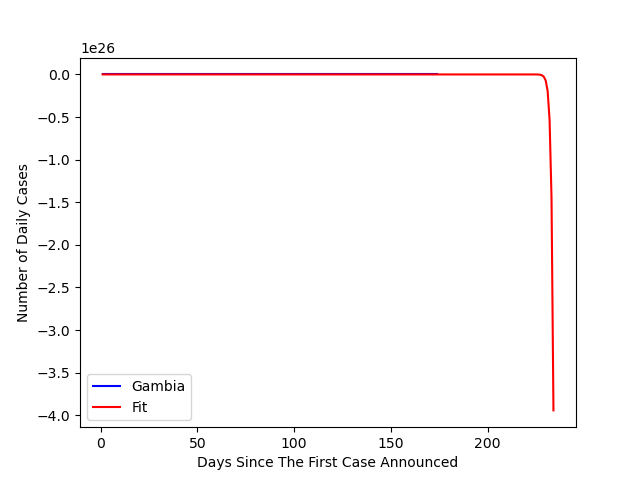 1e26
0.0
−0.5
−1.0
−1.5
−2.0
−2.5
−3.0
−3.5
−4.0
Number of Daily Cases
Gambia
Fit
0 50 100 150 200
Days Since The First Case Announced